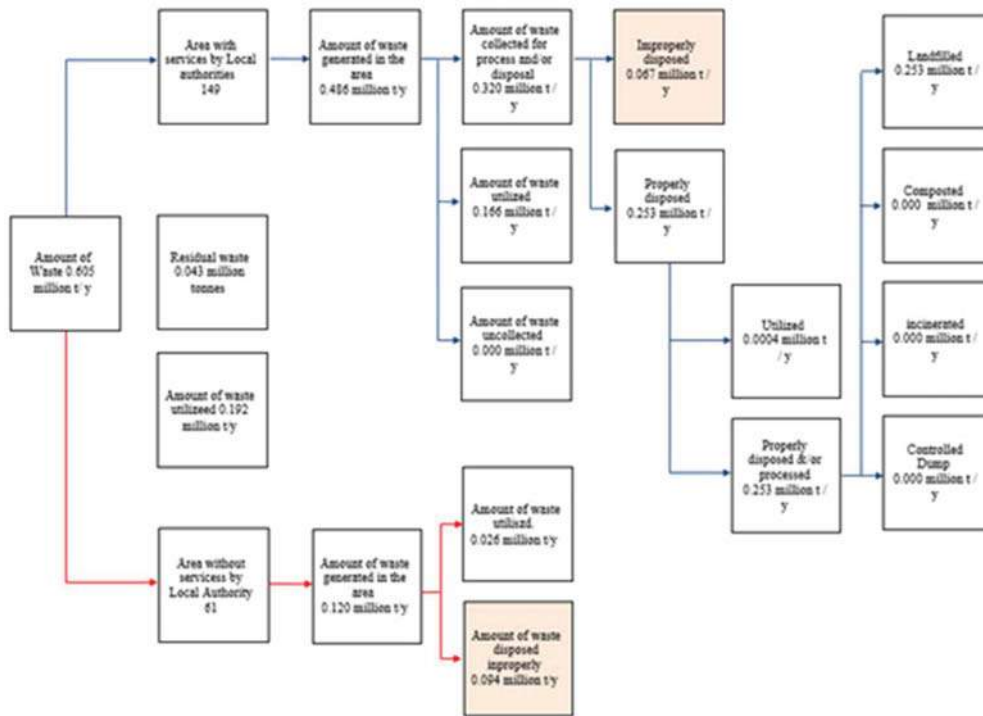 Area with
services by Local
authorities
149
Amount of waste
generated in the
area
0.486 million t/y
Amount of waste
collected for
process and/or
disposal
0.320 million t /
y
Improperly
disposed
0.067 million t /
y
Landfilled
0.253 million t /
y
Amount of waste
utilized
0.166 million t /
y
Properly
disposed
0.253 million t /
y
Composted
0.000 million t /
y
Amount of
Waste 0.605
million t/ y
Residual waste
0.043 million
tonnes
Amount of waste
uncollected
0.000 million t /
y
Utilized
0.0004 million t
/ y
incinerated
0.000 million t /
y
Amount of waste
utilizeed 0.192
million t/y
Properly
disposed &/or
processed
0.253 million t /
y
Controlled
Dump
0.000 million t /
y
Area without
servicess by
Local Authority
61
Amount of waste
generated in the
area
0.120 million t/y
Amount of waste
utiliszd.
0.026 million t/y
Amount of waste
disposed
inproperly
0.094 million t/y